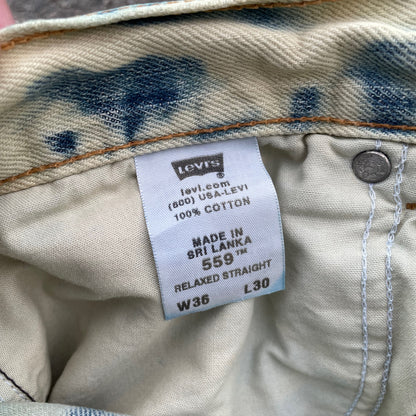 Levi's
levi.com
(800) USA-LEVI
100% COTTON
MADE IN
SRI LANKA
559™
RELAXED STRAIGHT
W36 L30